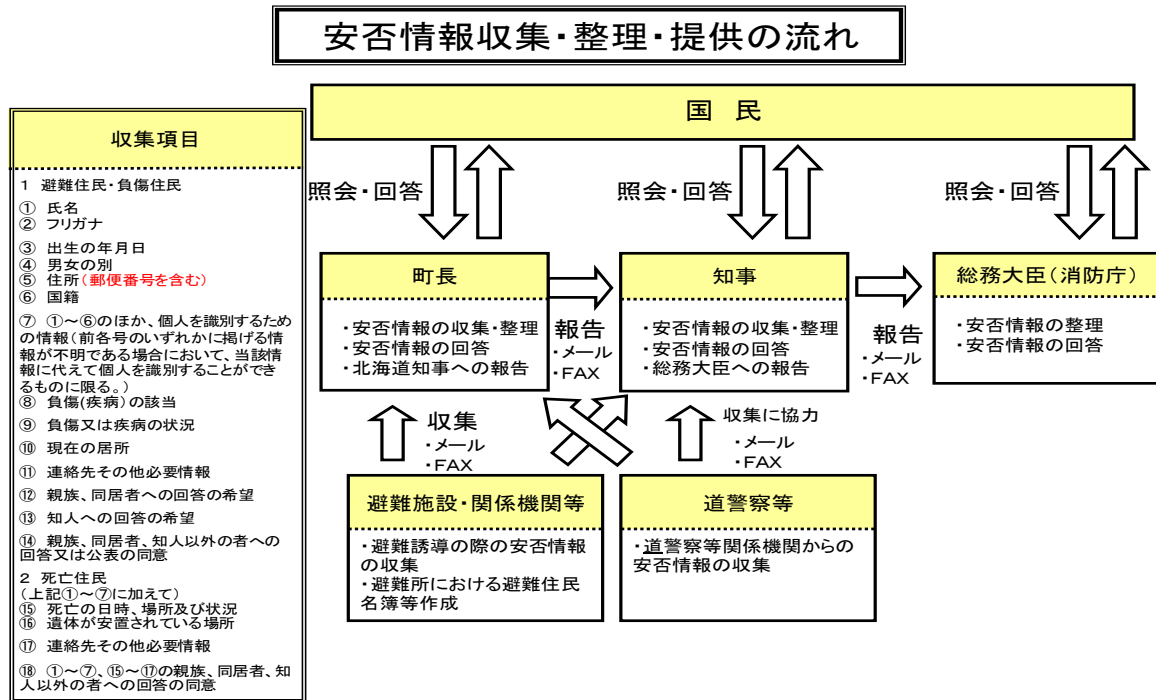 安否情報収集・整理・提供の流れ
収集項目
1 避難住民・負傷住民
① 氏名
② フリガナ
③ 出生の年月日
④ 男女の別
⑤ 住所(郵便番号を含む)
⑥ 国籍
⑦ ①～⑥のほか、個人を識別するため
の情報(前各号のいずれかに掲げる情
報が不明である場合において、当該情
報に代えて個人を識別することができ
るものに限る。)
⑧ 負傷(疾病)の該当
⑨ 負傷又は疾病の状況
⑩ 現在の居所
⑪ 連絡先その他必要情報
⑫ 親族、同居者への回答の希望
⑬ 知人への回答の希望
⑭ 親族、同居者、知人以外の者への
回答又は公表の同意
2 死亡住民
(上記①～⑦に加えて)
⑮ 死亡の日時、場所及び状況
⑯ 遺体が安置されている場所
⑰ 連絡先その他必要情報
⑱ ①～⑦、⑮～⑰の親族、同居者、知
人以外の者への回答の同意
国 民
照会・回答
照会・回答
照会・回答
町長
・安否情報の収集・整理
・安否情報の回答
・北海道知事への報告
報告
・メール
・FAX
知事
・安否情報の収集・整理
・安否情報の回答
・総務大臣への報告
報告
・メール
・FAX
総務大臣(消防庁)
・安否情報の整理
・安否情報の回答
収集
・メール
・FAX
収集に協力
・メール
・FAX
避難施設・関係機関等
・避難誘導の際の安否情報
の収集
・避難所における避難住民
名簿等作成
道警察等
・道警察等関係機関からの
安否情報の収集